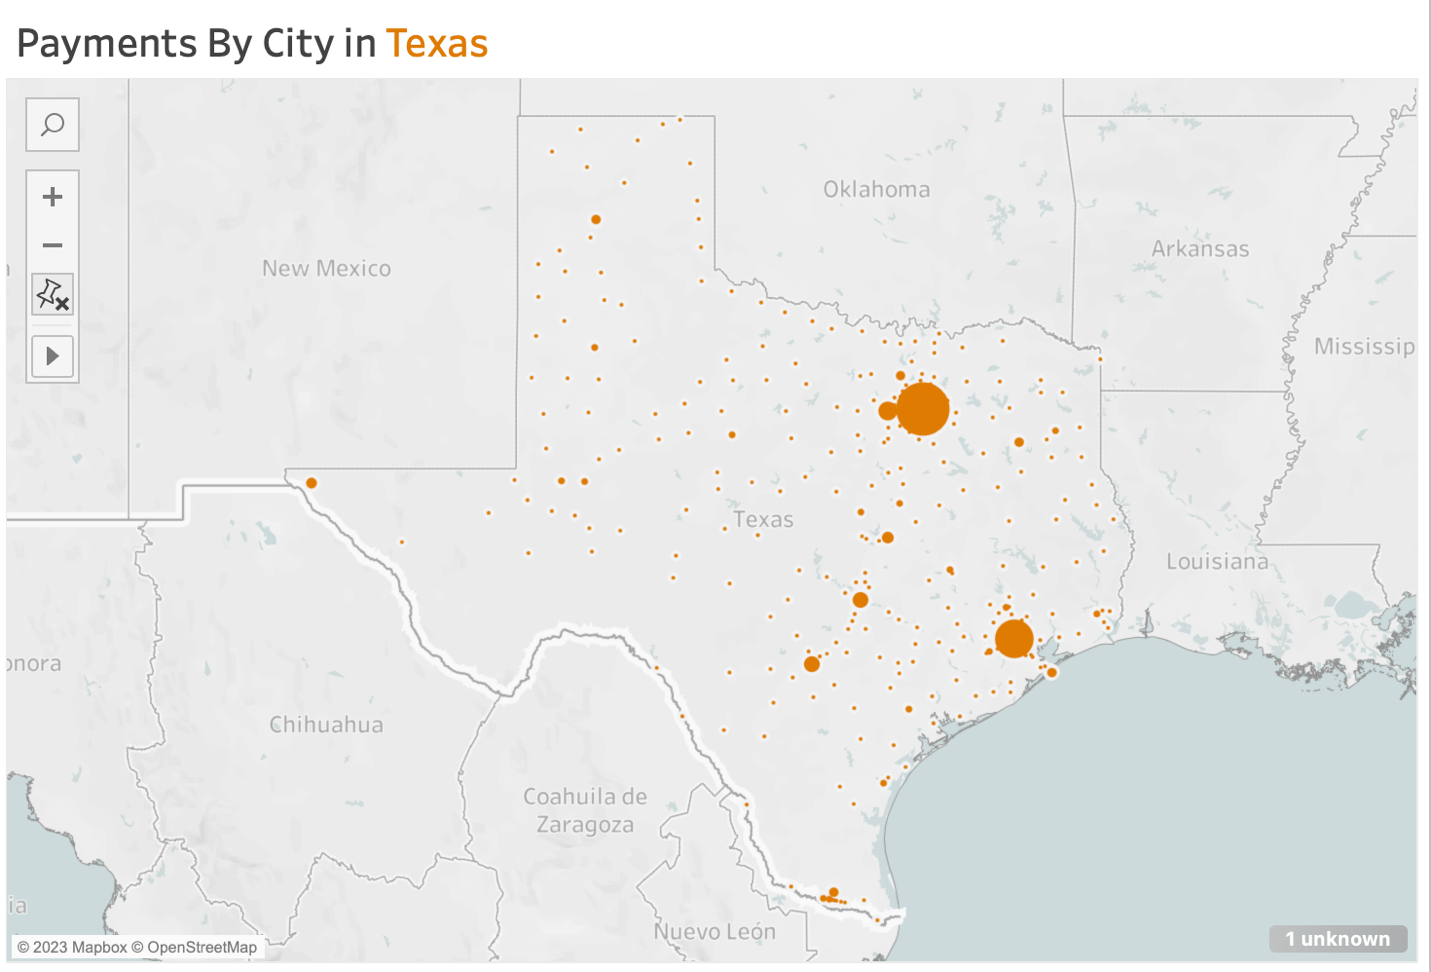 Payments By City in Texas
Oklahoma
Arkansas
New Mexico
Mississip
Texas
Louisiana
onora
Chihuahua
Coahuila de
Zaragoza
ia
Nuevo León
© 2023 Mapbox © OpenStreetMap
1 unknown